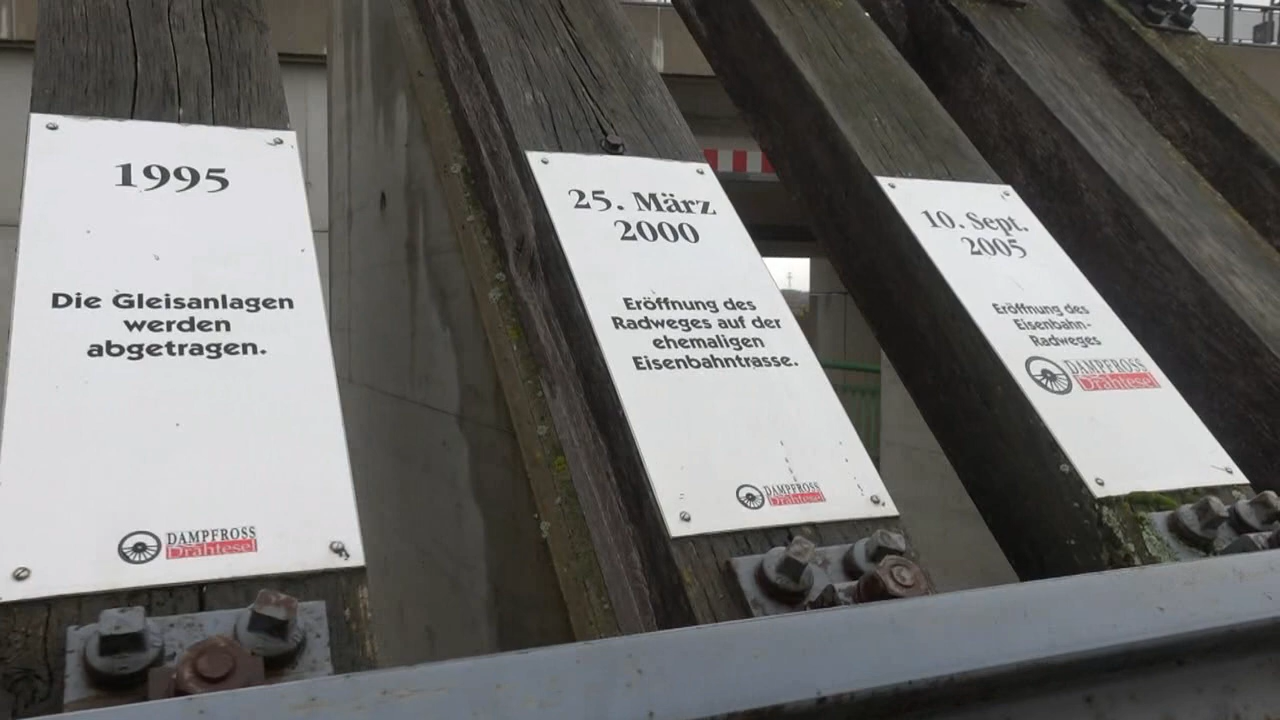 1995
Die Gleisanlagen
werden
abgetragen.
DAMPFROSS
Drahtesel
25. März
2000
Eröffnung des
Radweges auf der
ehemaligen
Eisenbahntrasse.
DAMPFROSS
Drahtesel
10. Sept.
2005
Eröffnung des
Eisenbahn-
Radweges
DAMPFROSS
Drahtesel